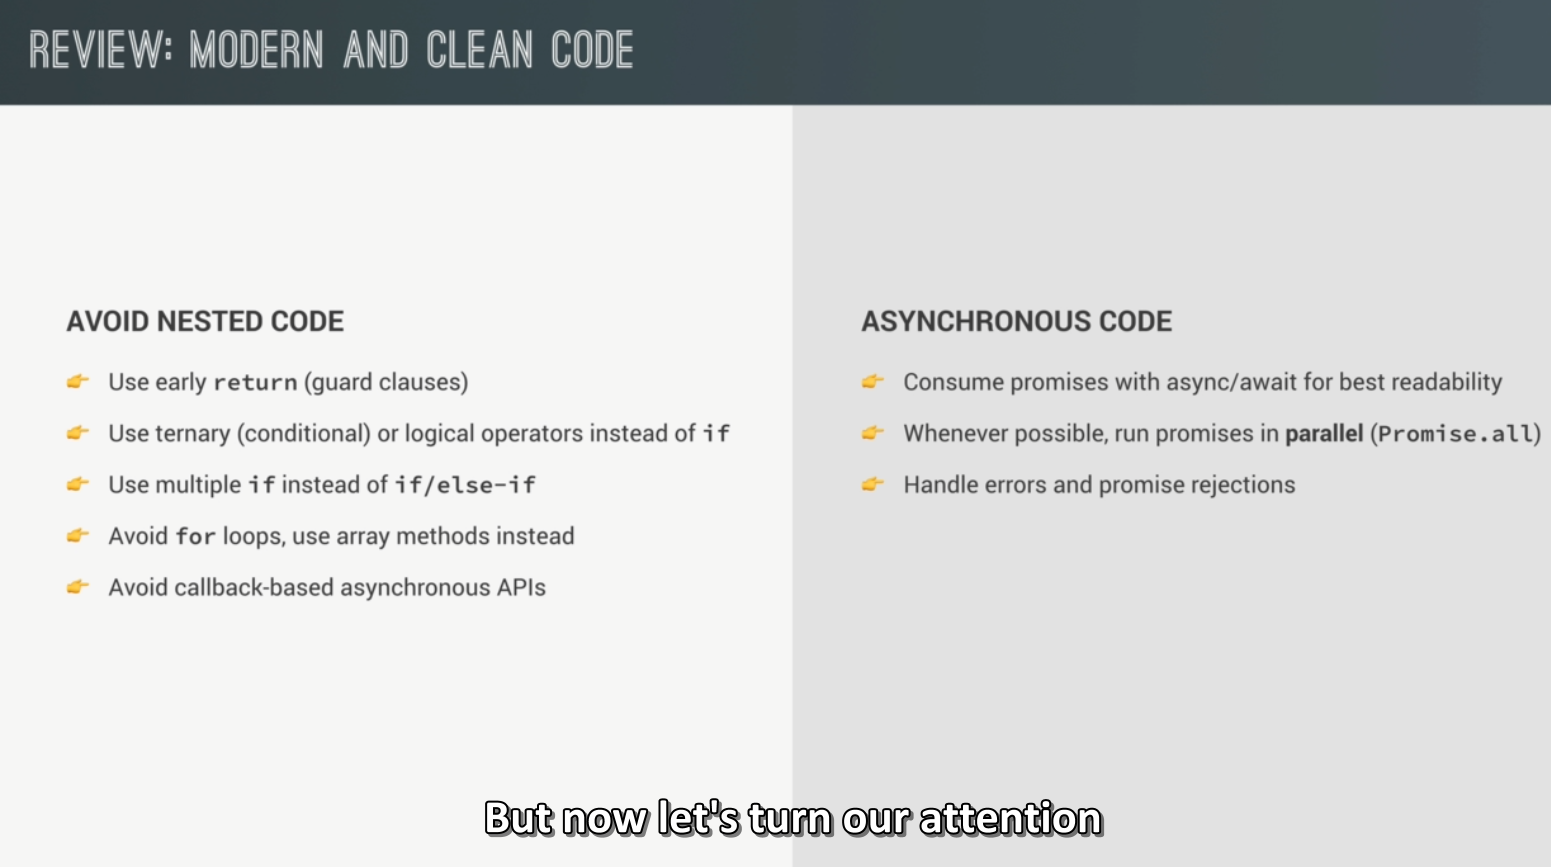 REVIEW: MODERN AND CLEAN CODE
AVOID NESTED CODE
Use early return (guard clauses)
Use ternary (conditional) or logical operators instead of if
Use multiple if instead of if/else-if
Avoid for loops, use array methods instead
Avoid callback-based asynchronous APIs
ASYNCHRONOUS CODE
Consume promises with async/await for best readability
Whenever possible, run promises in parallel (Promise.all)
Handle errors and promise rejections
But now let's turn our attention